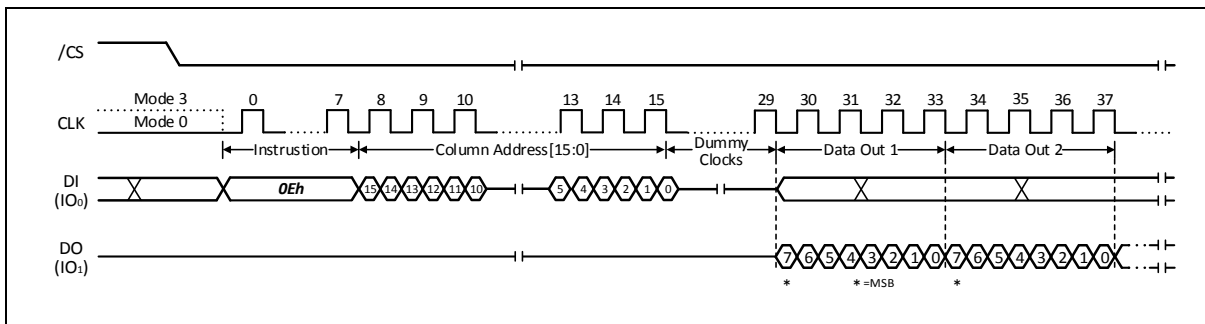 /CS
Mode 3 0 7 8 9 10 13 14 15 29 30 31 32 33 34 35 36 37
CLK Mode 0
Instrustion Column Address[15:0] Dummy Clocks Data Out 1 Data Out 2
DI (IO0) 0Eh 15 14 13 12 11 10 5 4 3 2 1 0
DO (IO1) 7 6 5 4 3 2 1 0 7 6 5 4 3 2 1 0
* * =MSB *